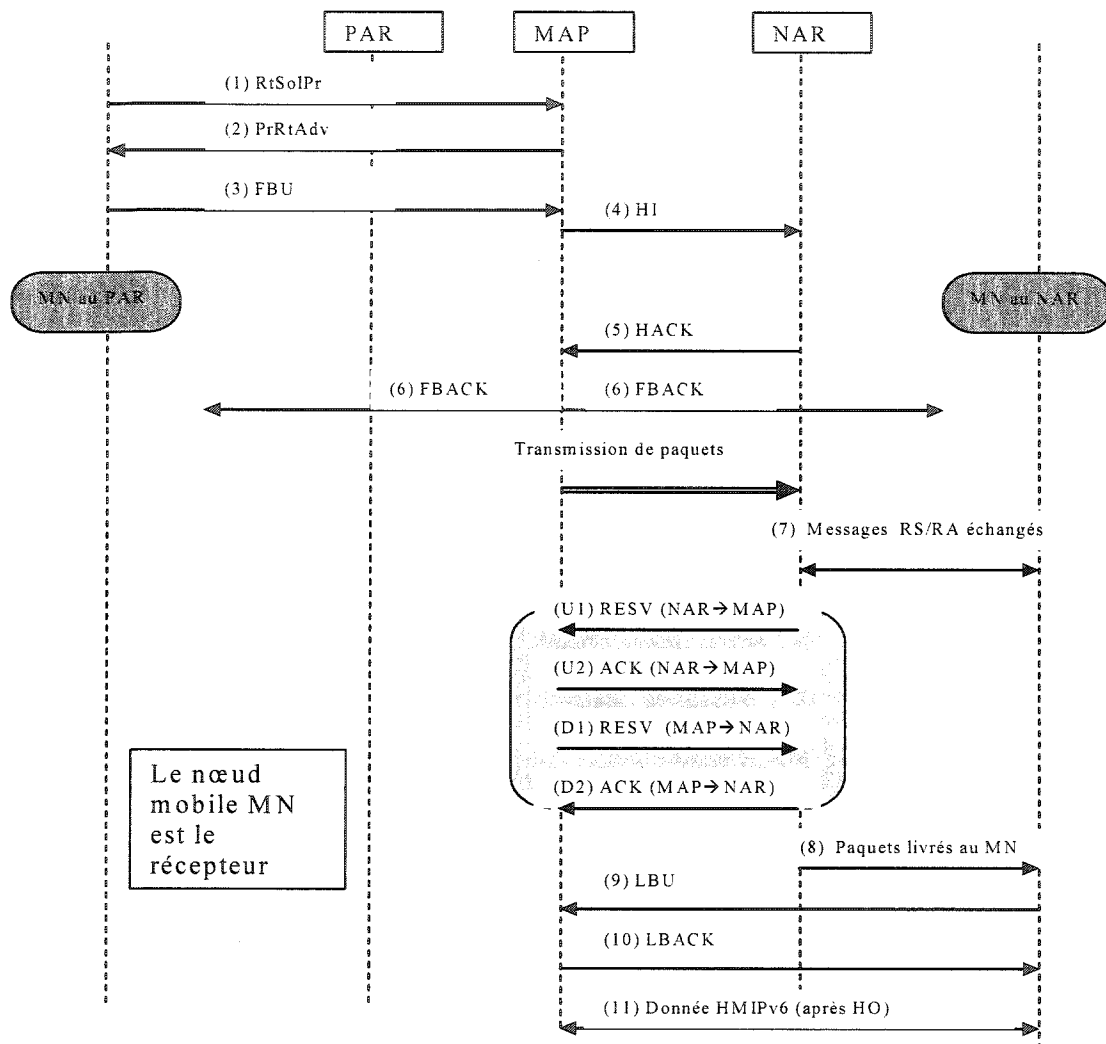 PAR
MAP
NAR
(1) RtSolPr
(2) PrRtAdv
(3) FBU
(4) HI
MN au PAR
MN au NAR
(5) HACK
(6) FBACK
(6) FBACK
Transmission de paquets
(7) Messages RS/RA échangés
(U1) RESV (NAR→MAP)
(U2) ACK (NAR→MAP)
(D1) RESV (MAP→NAR)
(D2) ACK (MAP→NAR)
Le nœud
mobile MN
est le
récepteur
(8) Paquets livrés au MN
(9) LBU
(10) LBACK
(11) Donnée HMIPv6 (après HO)